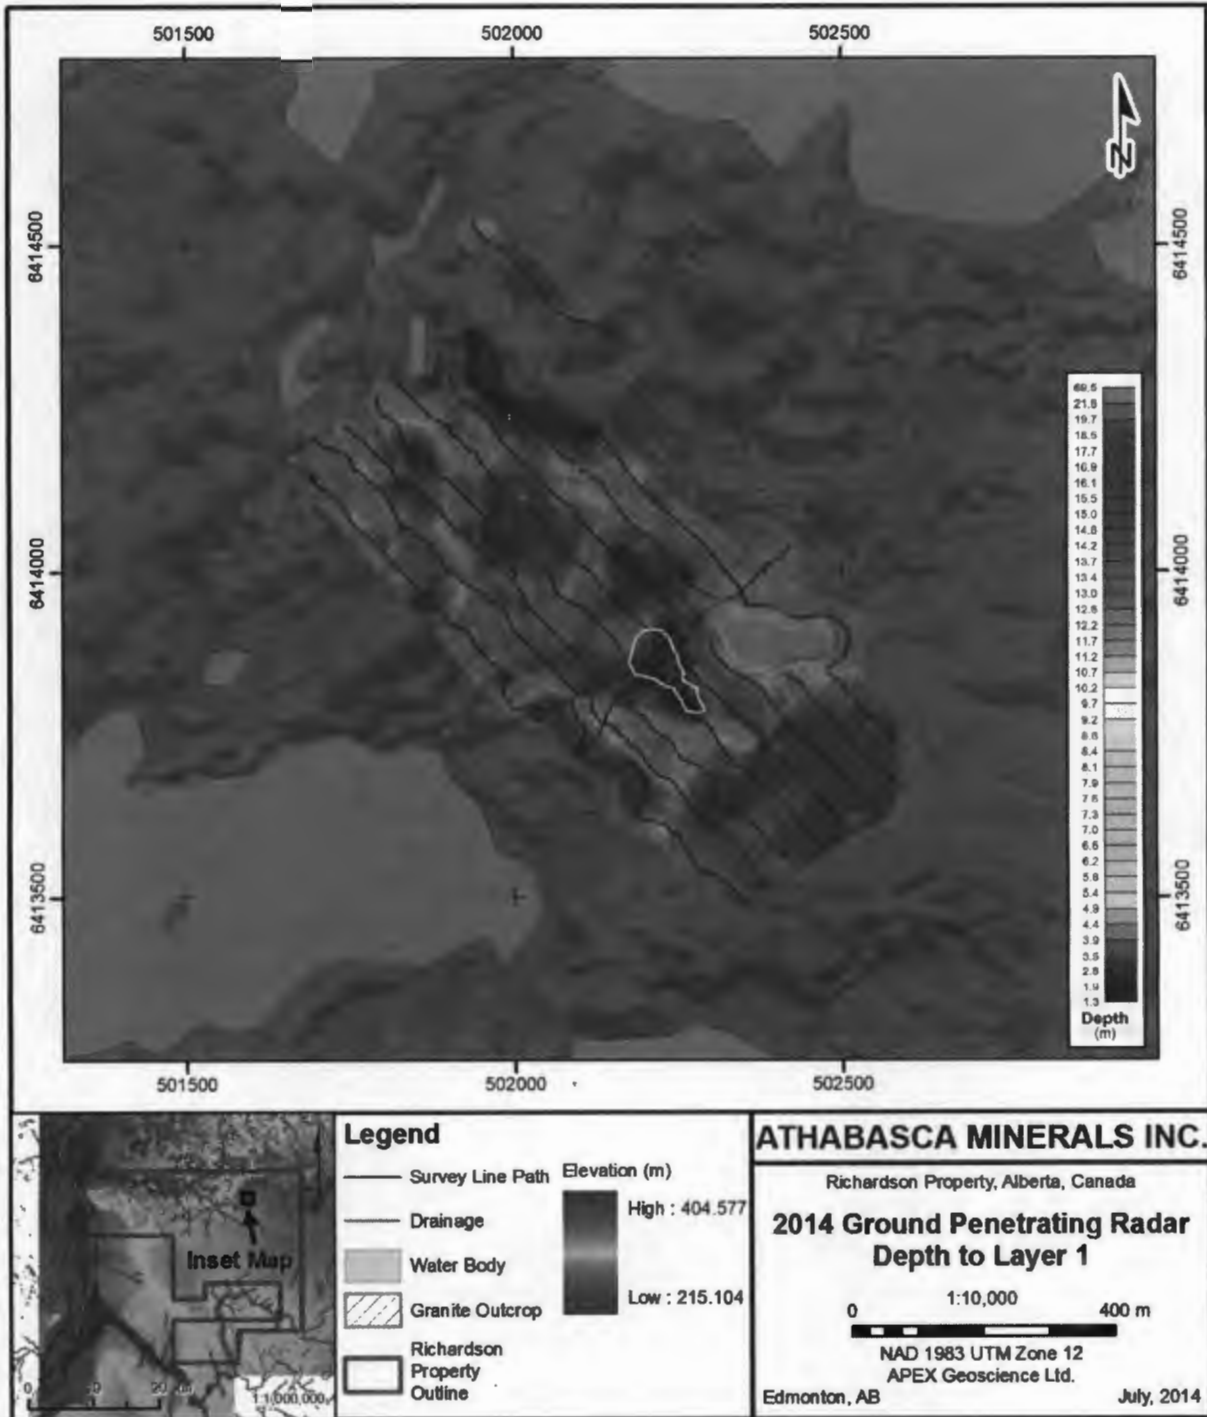 501500 502000 502500
N
6414500 6414500
6414000 6414000
6413500 6413500
69.5
21.8
19.7
18.5
17.7
16.9
16.1
15.5
15.0
14.8
14.2
13.7
13.4
13.0
12.8
12.2
11.7
11.2
10.7
10.2
9.7
9.2
8.8
8.4
8.1
7.9
7.6
7.3
7.0
6.6
6.2
5.8
5.4
4.9
4.4
3.9
3.5
2.8
1.9
1.3
Depth
(m)
501500 502000 502500
Inset Map
1:1,000,000
Legend
Survey Line Path
Drainage
Water Body
Granite Outcrop
Richardson
Property
Outline
Elevation (m)
High : 404.577
Low : 215.104
ATHABASCA MINERALS INC.
Richardson Property, Alberta, Canada
2014 Ground Penetrating Radar
Depth to Layer 1
1:10,000
0 400 m
NAD 1983 UTM Zone 12
APEX Geoscience Ltd.
Edmonton, AB July, 2014